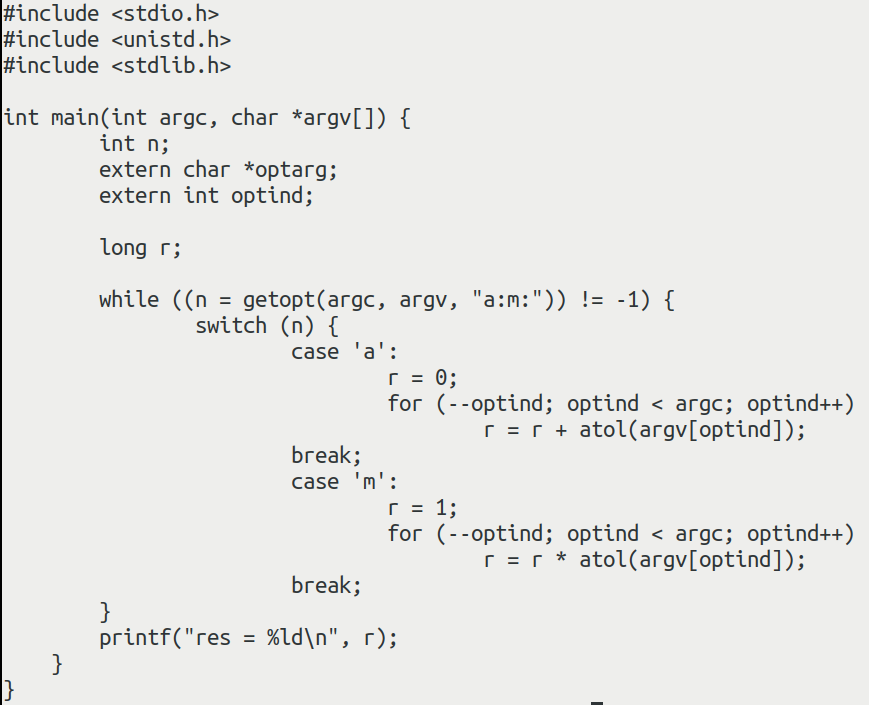 #include <stdio.h>
#include <unistd.h>
#include <stdlib.h>

int main(int argc, char *argv[]) {
        int n;
        extern char *optarg;
        extern int optind;

        long r;

        while ((n = getopt(argc, argv, "a:m:")) != -1) {
                switch (n) {
                        case 'a':
                                r = 0;
                                for (--optind; optind < argc; optind++)
                                        r = r + atol(argv[optind]);
                        break;
                        case 'm':
                                r = 1;
                                for (--optind; optind < argc; optind++)
                                        r = r * atol(argv[optind]);
                        break;
        }
        printf("res = %ld\n", r);
    }
}